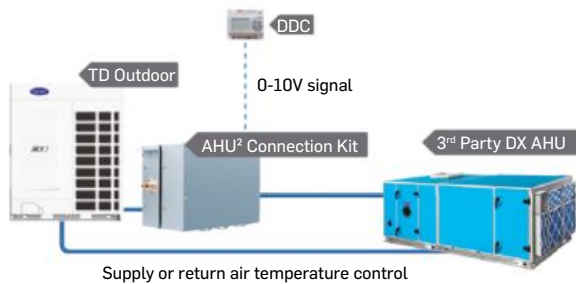 DDC
TD Outdoor
0-10V signal
AHU² Connection Kit
3rd Party DX AHU
Supply or return air temperature control